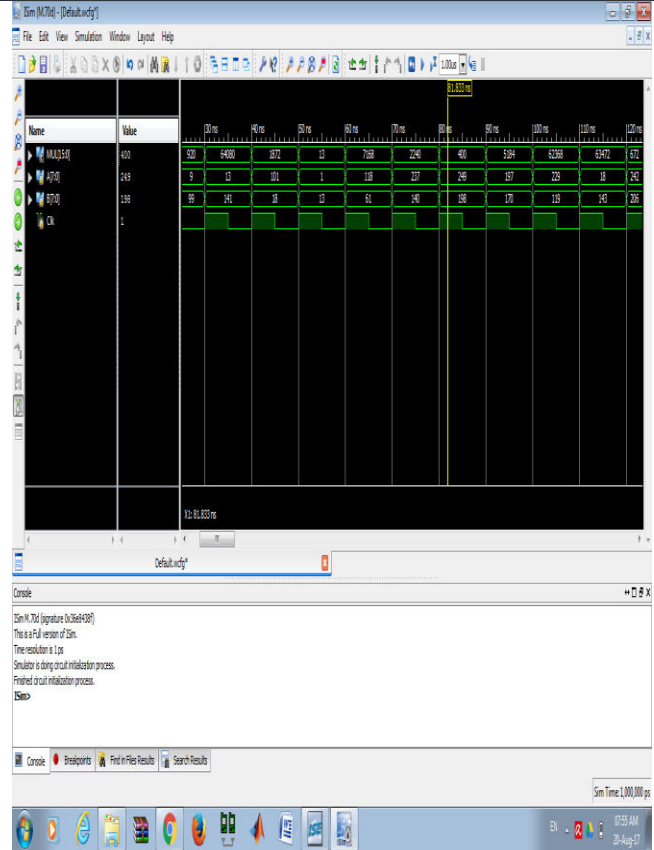 ISim (M.70d) - [Default.wcfg*]
File Edit View Simulation Window Layout Help
1.00us
81.833 ns
Name
Value
30 ns 40 ns 50 ns 60 ns 70 ns 80 ns 90 ns 100 ns 110 ns 120 ns
MUL[15:0] 400 920 64080 1872 13 7168 2240 400 5184 62368 63472 672
A[7:0] 249 9 13 101 1 118 237 249 197 229 18 242
B[7:0] 198 99 141 18 13 61 140 198 170 119 143 206
Clk 1
X1: 81.833 ns
Default.wcfg*
Console
ISim M.70d (signature 0x36e8438f)
This is a Full version of ISim.
Time resolution is 1 ps
Simulator is doing circuit initialization process.
Finished circuit initialization process.
ISim>
Console Breakpoints Find in Files Results Search Results
Sim Time: 1,000,000 ps
EN
07:55 AM
20-Aug-17